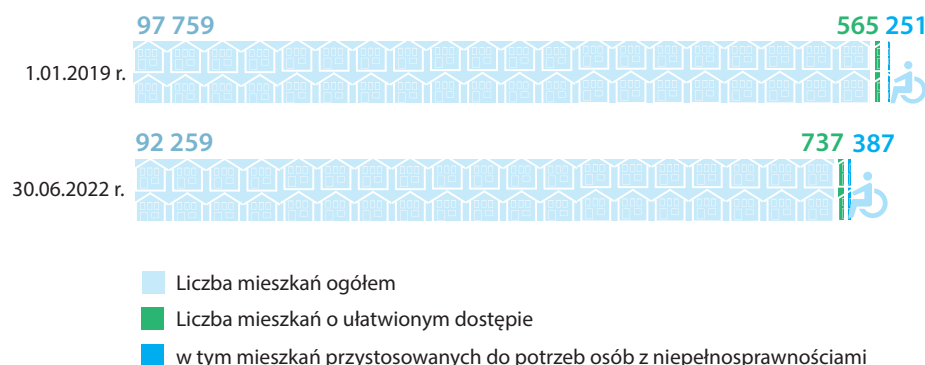 97 759 565 251
1.01.2019 r.
92 259 737 387
30.06.2022 r.
Liczba mieszkań ogółem
Liczba mieszkań o ułatwionym dostępie
w tym mieszkań przystosowanych do potrzeb osób z niepełnosprawnościami